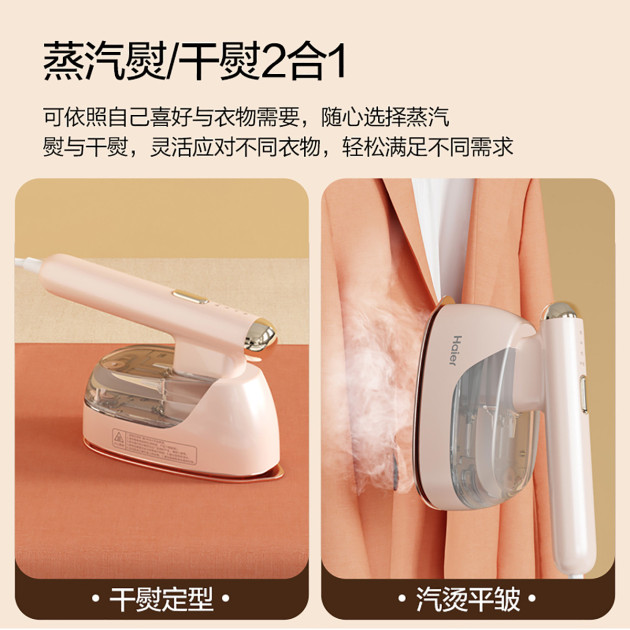 蒸汽熨/干熨2合1
可依照自己喜好与衣物需要，随心选择蒸汽
熨与干熨，灵活应对不同衣物，轻松满足不同需求
Haier
• 干熨定型 •
• 汽烫平皱 •